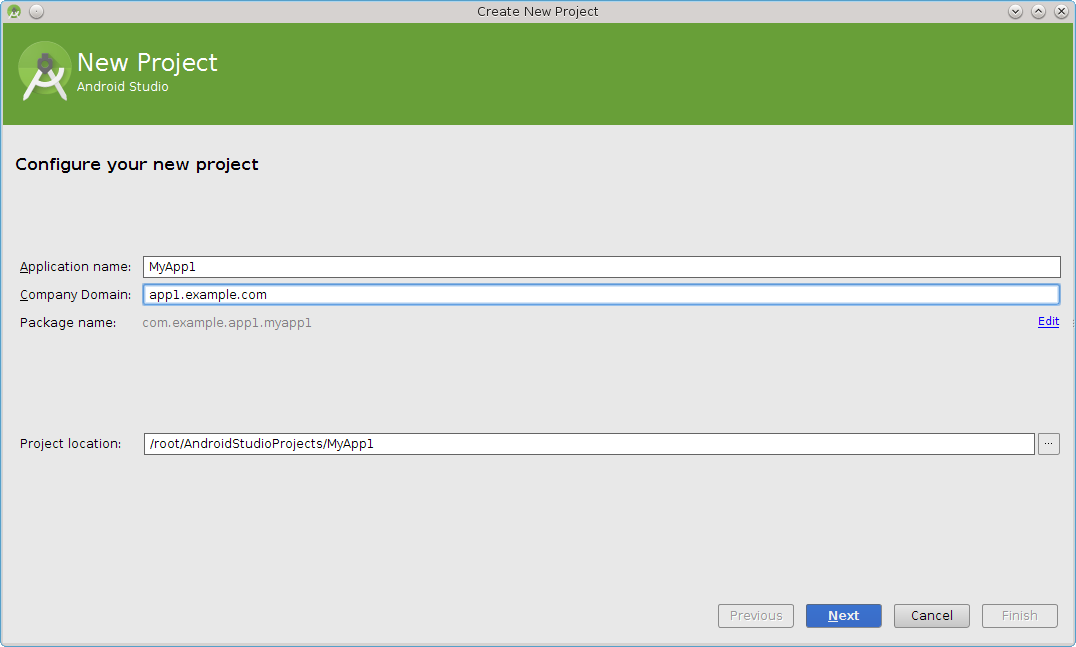 Create New Project
New Project
Android Studio
Configure your new project
Application name: MyApp1
Company Domain: app1.example.com
Package name: com.example.app1.myapp1 Edit
Project location: /root/AndroidStudioProjects/MyApp1 ...
Previous Next Cancel Finish